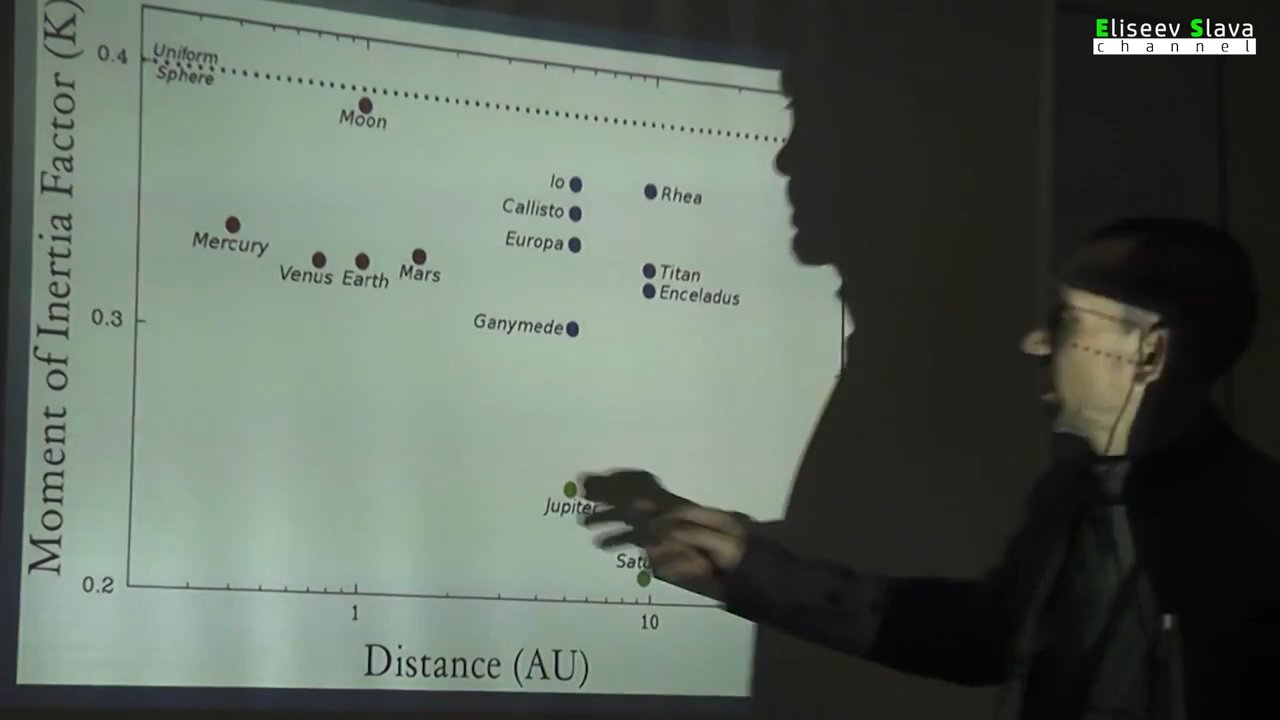 Eliseev Slava
channel
Moment of Inertia Factor (K)
0.4
Uniform
Sphere
Moon
Io
Rhea
Callisto
Europa
Mercury
Venus
Earth
Mars
Titan
Enceladus
0.3
Ganymede
Jupiter
0.2
1
10
Distance (AU)